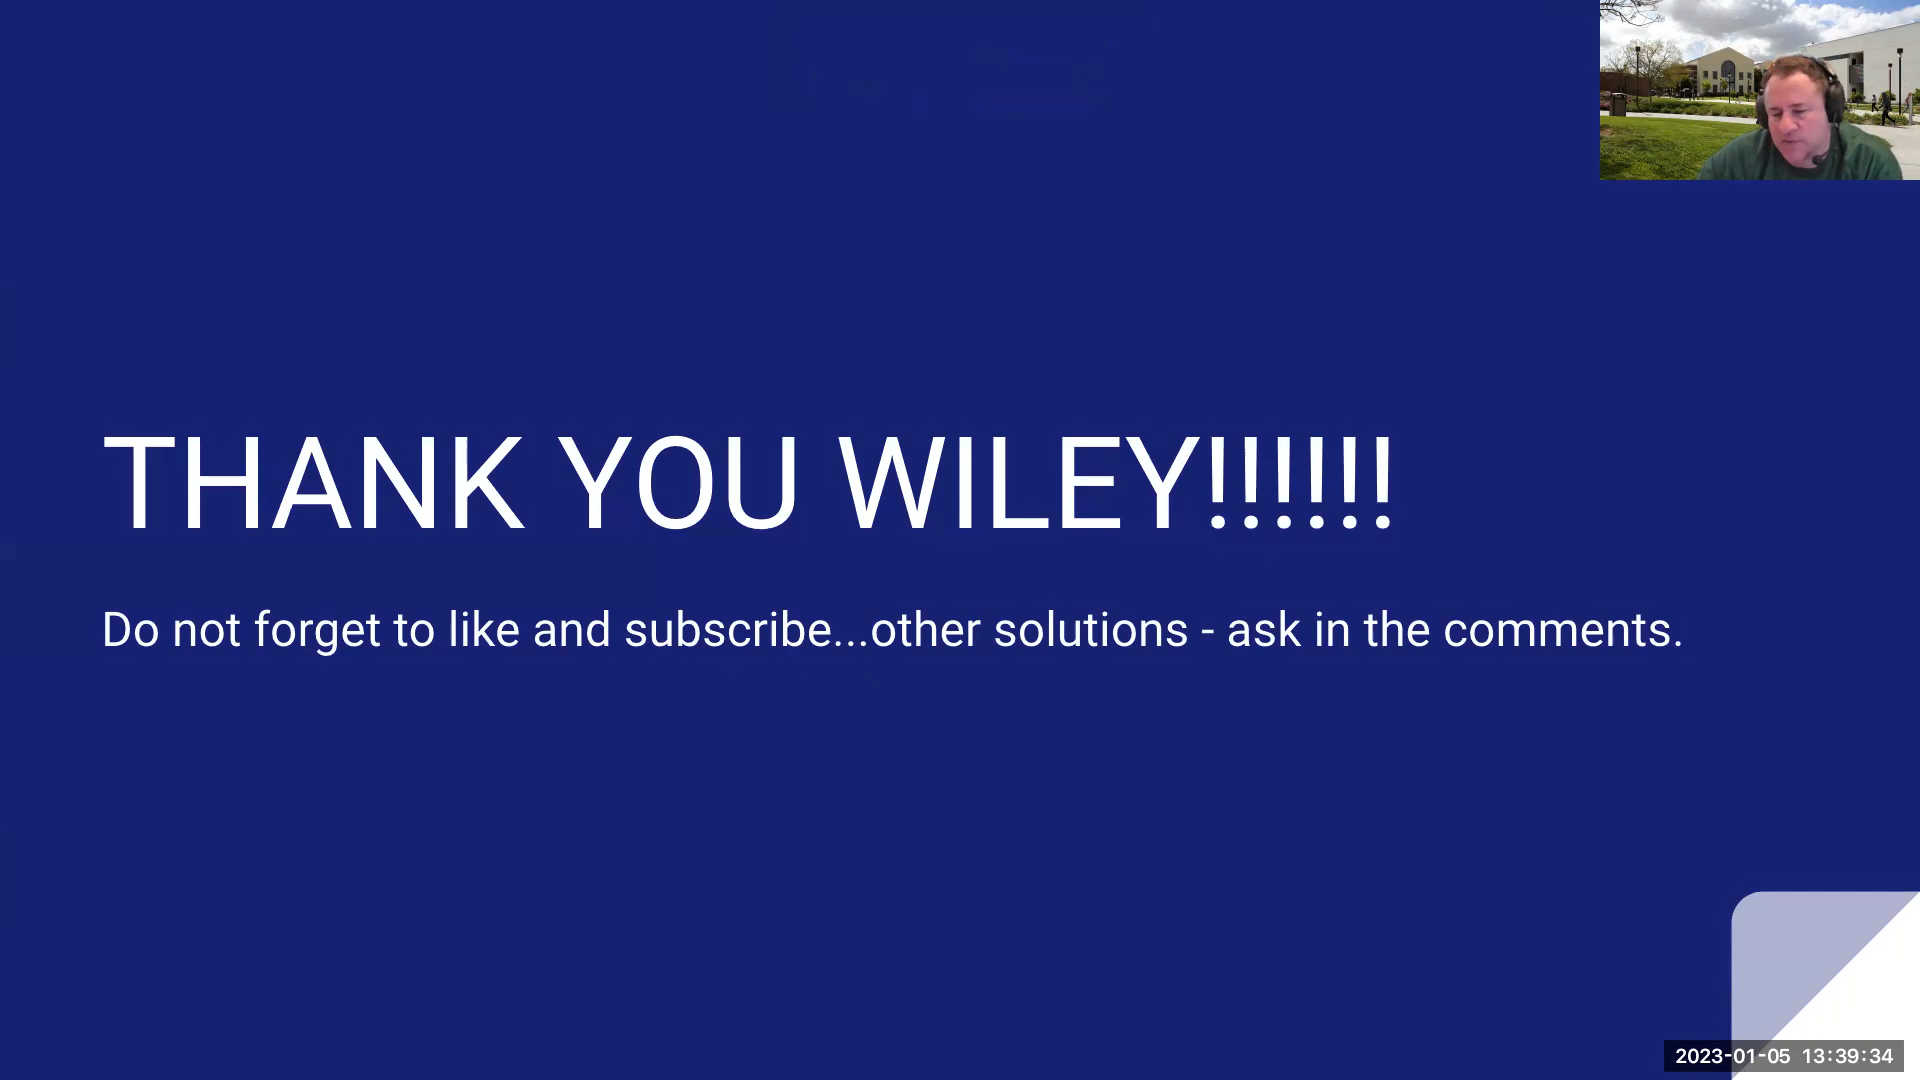 THANK YOU WILEY!!!!!!
Do not forget to like and subscribe...other solutions - ask in the comments.
2023-01-05 13:39:34